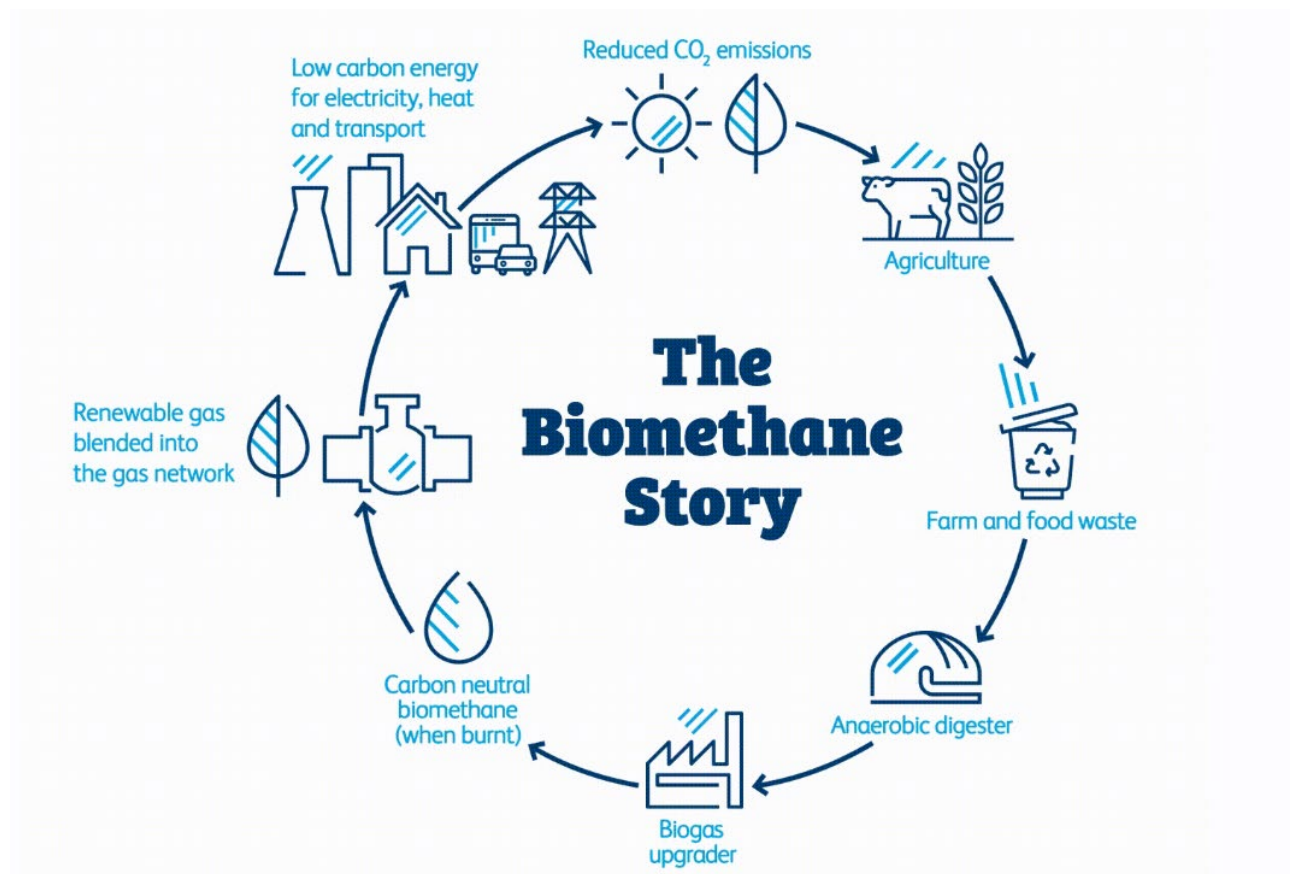 Reduced CO₂ emissions
Low carbon energy
for electricity, heat
and transport
Agriculture
The
Biomethane
Story
Renewable gas
blended into
the gas network
Farm and food waste
Carbon neutral
biomethane
(when burnt)
Anaerobic digester
Biogas
upgrader